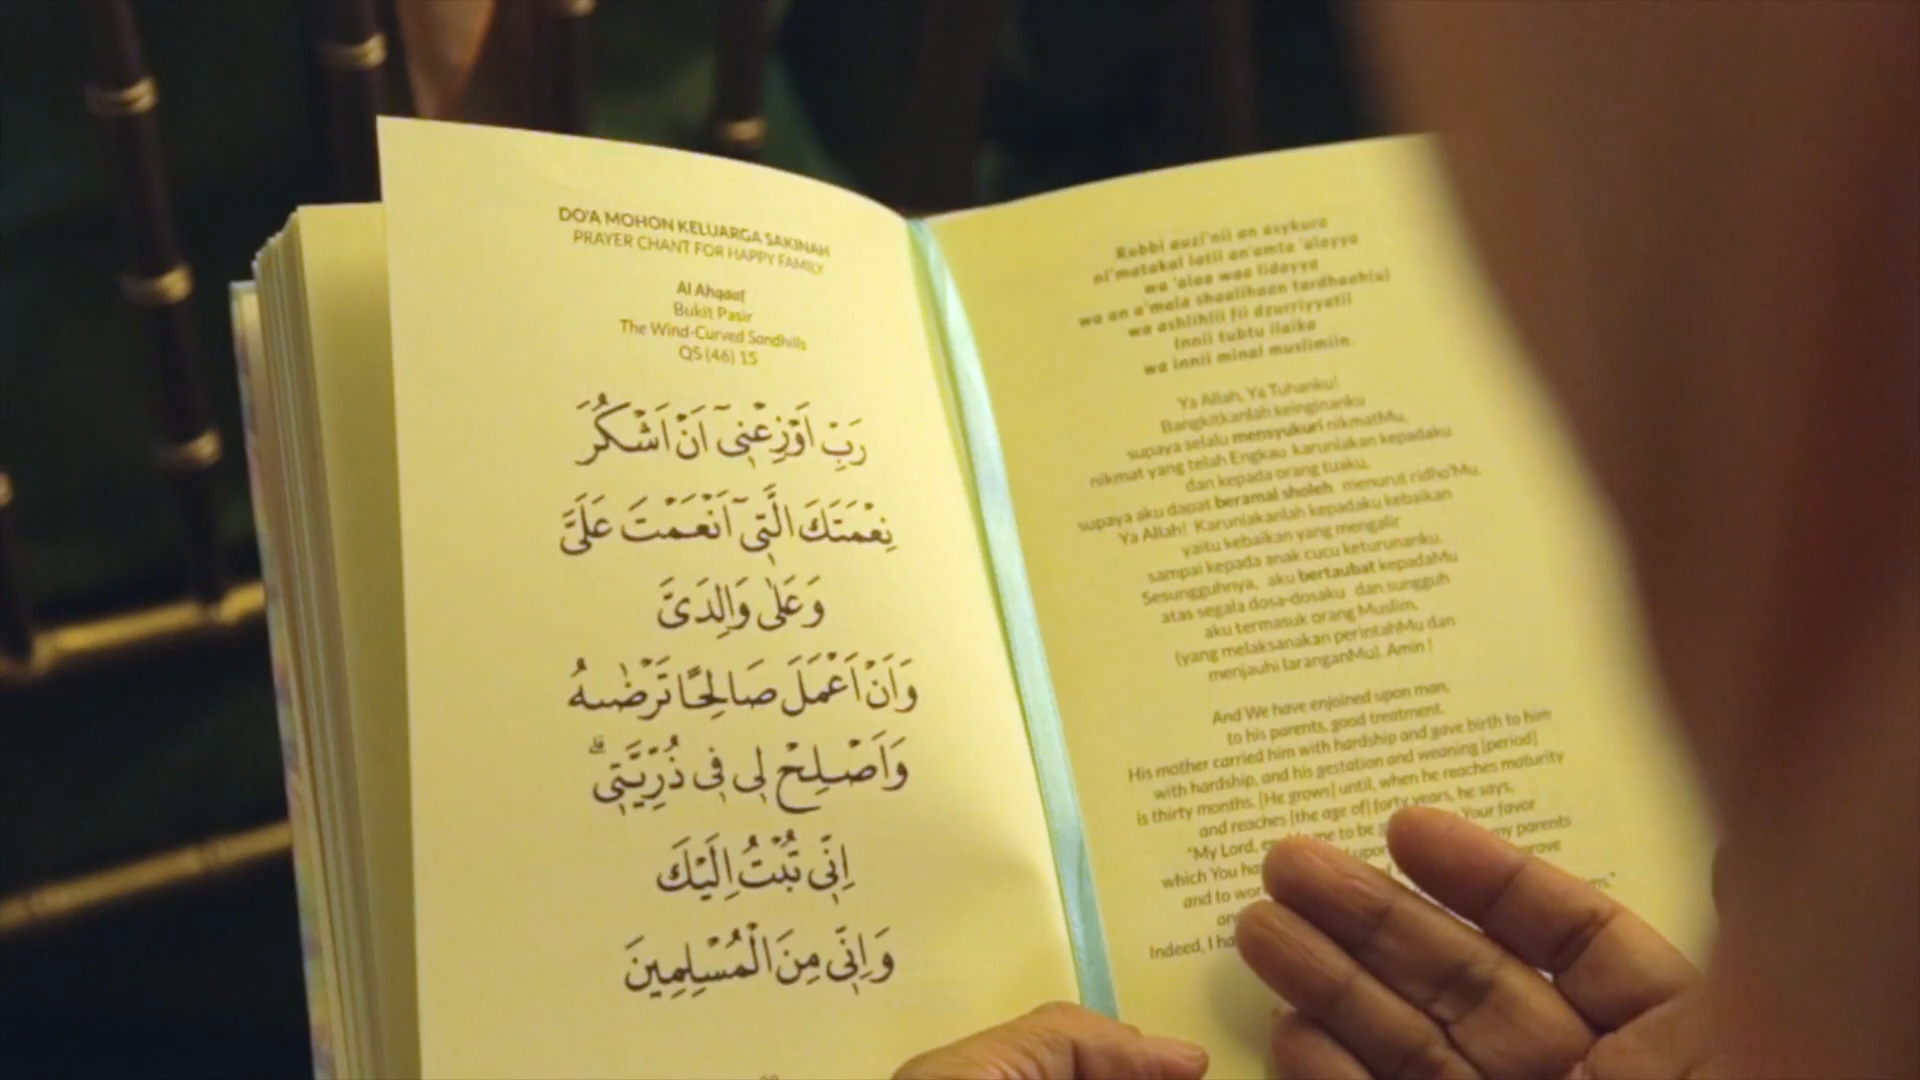 DO'A MOHON KELUARGA SAKINAH
PRAYER CHANT FOR HAPPY FAMILY
Al Ahqaaf
Bukit Pasir
The Wind-Curved Sandhills
QS (46) 15
رَبِّ اَوْزِعْنِيْٓ اَنْ اَشْكُرَ
نِعْمَتَكَ الَّتِيْٓ اَنْعَمْتَ عَلَيَّ
وَعَلٰى وَالِدَيَّ
وَاَنْ اَعْمَلَ صَالِحًا تَرْضٰىهُ
وَاَصْلِحْ لِيْ فِيْ ذُرِّيَّتِيْۗ
اِنِّيْ تُبْتُ اِلَيْكَ
وَاِنِّيْ مِنَ الْمُسْلِمِيْنَ
Robbi auzi'nii an asykura
ni'matakal latii an'amta 'alayya
wa 'alaa waa lidayya
wa an a'mala shaalihaan tardhaah(u)
wa ashlihlii fii dzurriyyatii
Innii tubtu ilaika
wa innii minal muslimiin.
Ya Allah, Ya Tuhanku!
Bangkitkanlah keinginanku
supaya selalu mensyukuri nikmatMu,
nikmat yang telah Engkau karuniakan kepadaku
dan kepada orang tuaku,
supaya aku dapat beramal sholeh menurut ridho'Mu.
Ya Allah! Karuniakanlah kepadaku kebaikan
yaitu kebaikan yang mengalir
sampai kepada anak cucu keturunanku.
Sesungguhnya, aku bertaubat kepadaMu
atas segala dosa-dosaku dan sungguh
aku termasuk orang Muslim.
(yang melaksanakan perintahMu dan
menjauhi laranganMu). Amin !
And We have enjoined upon man,
to his parents, good treatment.
His mother carried him with hardship and gave birth to him
with hardship, and his gestation and weaning [period]
is thirty months. [He grows] until, when he reaches maturity
and reaches [the age of] forty years, he says,
"My Lord, me to be Your favor
which You upon my parents
and to
Indeed, I